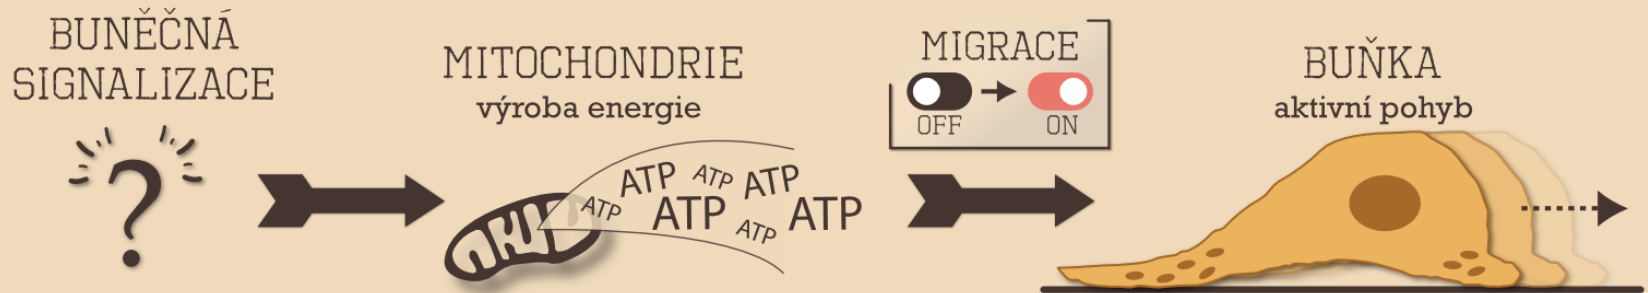 BUNĚČNÁ
SIGNALIZACE
?
MITOCHONDRIE
výroba energie
ATP ATP ATP
ATP ATP ATP ATP
MIGRACE
OFF ON
BUŇKA
aktivní pohyb